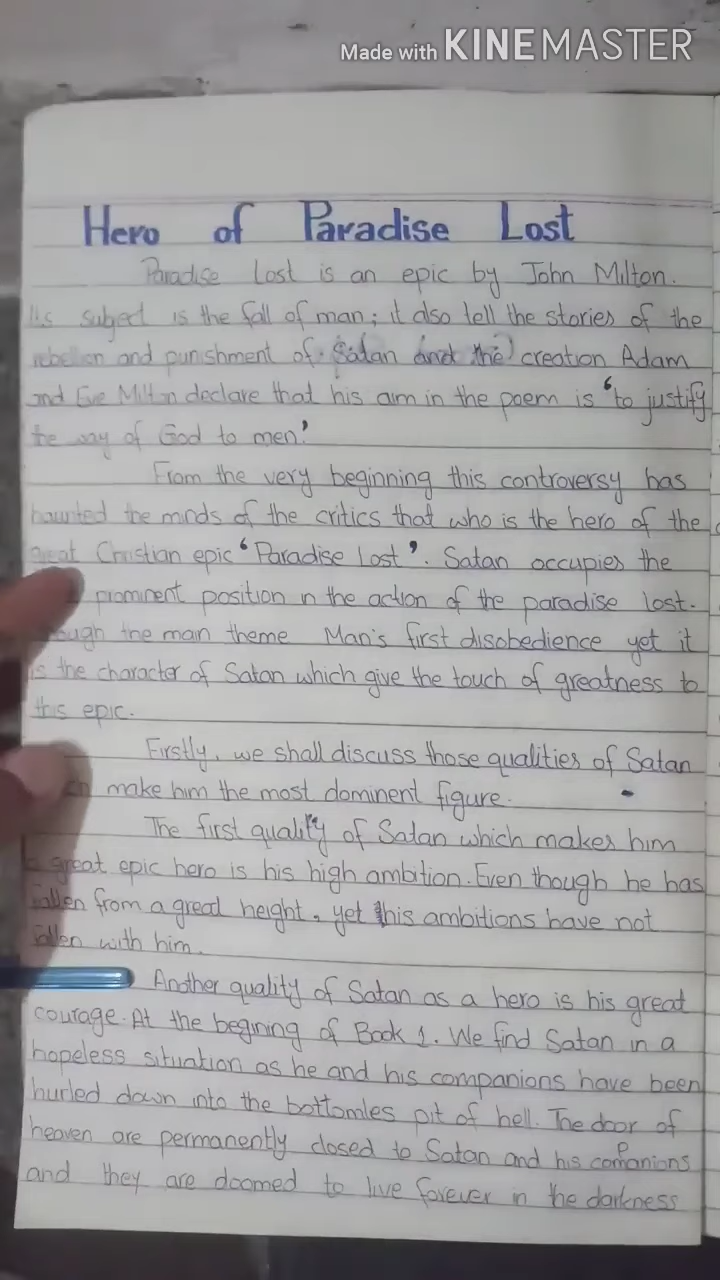 Made with KINEMASTER
Hero of Paradise Lost
Paradise Lost is an epic by John Milton.
Its subject is the fall of man; it also tell the stories of the
rebellion and punishment of Satan and the creation Adam
and Eve Milton declare that his aim in the poem is ‘to justify
the way of God to men’
From the very beginning this controversy has
haunted the minds of the critics that who is the hero of the
great Christian epic ‘Paradise Lost’. Satan occupies the
prominent position in the action of the paradise lost.
the main theme Man's first disobedience yet it
is the character of Satan which give the touch of greatness to
this epic.
Firstly, we shall discuss those qualities of Satan
make him the most dominent figure.
The first quality of Satan which makes him
a great epic hero is his high ambition. Even though he has
fallen from a great height, yet his ambitions have not
fallen with him.
Another quality of Satan as a hero is his great
courage. At the begining of Book 1. We find Satan in a
hopeless situation as he and his companions have been
hurled down into the bottomles pit of hell. The door of
heaven are permanently closed to Satan and his companions
and they are doomed to live forever in the darkness